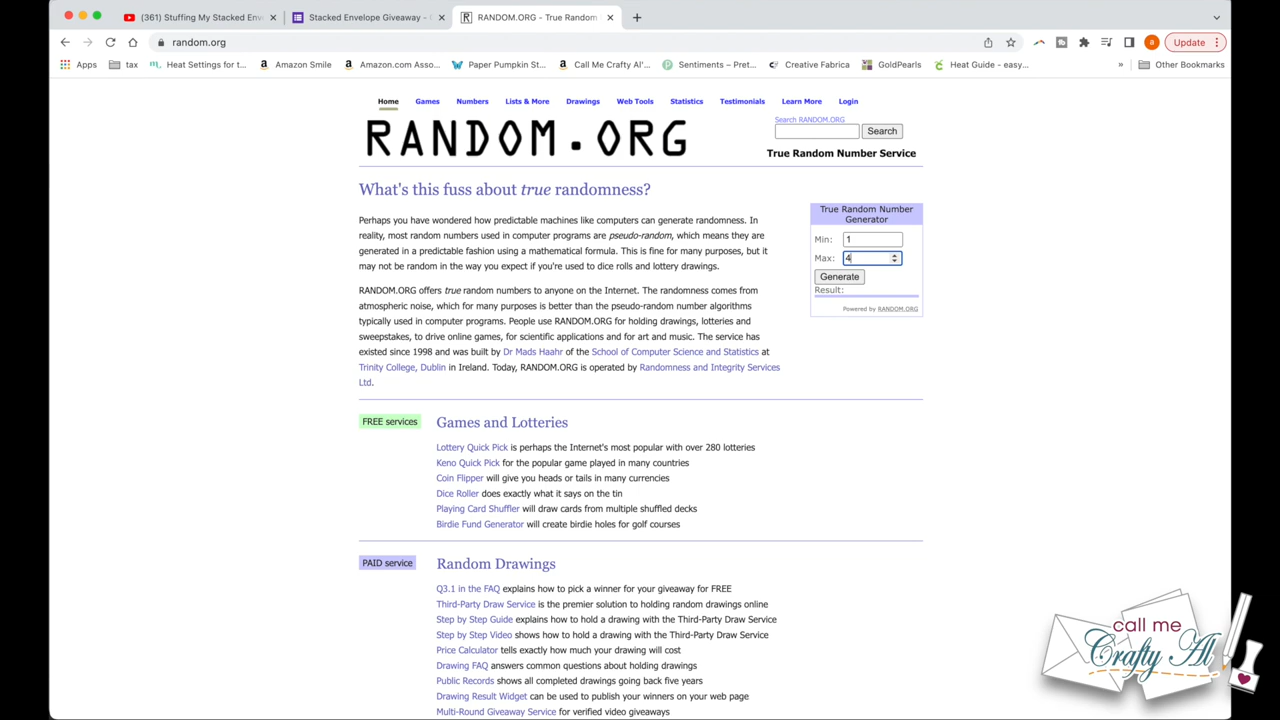 (361) Stuffing My Stacked Env
Stacked Envelope Giveaway -
RANDOM.ORG - True Random
random.org
Update
Apps
tax
Heat Settings for t...
Amazon Smile
Amazon.com Asso...
Paper Pumpkin St...
Call Me Crafty Al'...
Sentiments – Pret...
Creative Fabrica
GoldPearls
Heat Guide - easy...
»
Other Bookmarks
Home
Games
Numbers
Lists & More
Drawings
Web Tools
Statistics
Testimonials
Learn More
Login
RANDOM.ORG
Search RANDOM.ORG
Search
True Random Number Service
What's this fuss about true randomness?
Perhaps you have wondered how predictable machines like computers can generate randomness. In
reality, most random numbers used in computer programs are pseudo-random, which means they are
generated in a predictable fashion using a mathematical formula. This is fine for many purposes, but it
may not be random in the way you expect if you're used to dice rolls and lottery drawings.
RANDOM.ORG offers true random numbers to anyone on the Internet. The randomness comes from
atmospheric noise, which for many purposes is better than the pseudo-random number algorithms
typically used in computer programs. People use RANDOM.ORG for holding drawings, lotteries and
sweepstakes, to drive online games, for scientific applications and for art and music. The service has
existed since 1998 and was built by Dr Mads Haahr of the School of Computer Science and Statistics at
Trinity College, Dublin in Ireland. Today, RANDOM.ORG is operated by Randomness and Integrity Services
Ltd.
True Random Number
Generator
Min: 1
Max: 4
Generate
Result:
Powered by RANDOM.ORG
FREE services
Games and Lotteries
Lottery Quick Pick is perhaps the Internet's most popular with over 280 lotteries
Keno Quick Pick for the popular game played in many countries
Coin Flipper will give you heads or tails in many currencies
Dice Roller does exactly what it says on the tin
Playing Card Shuffler will draw cards from multiple shuffled decks
Birdie Fund Generator will create birdie holes for golf courses
PAID service
Random Drawings
Q3.1 in the FAQ explains how to pick a winner for your giveaway for FREE
Third-Party Draw Service is the premier solution to holding random drawings online
Step by Step Guide explains how to hold a drawing with the Third-Party Draw Service
Step by Step Video shows how to hold a drawing with the Third-Party Draw Service
Price Calculator tells exactly how much your drawing will cost
Drawing FAQ answers common questions about holding drawings
Public Records shows all completed drawings going back five years
Drawing Result Widget can be used to publish your winners on your web page
Multi-Round Giveaway Service for verified video giveaways
call me
Crafty Al